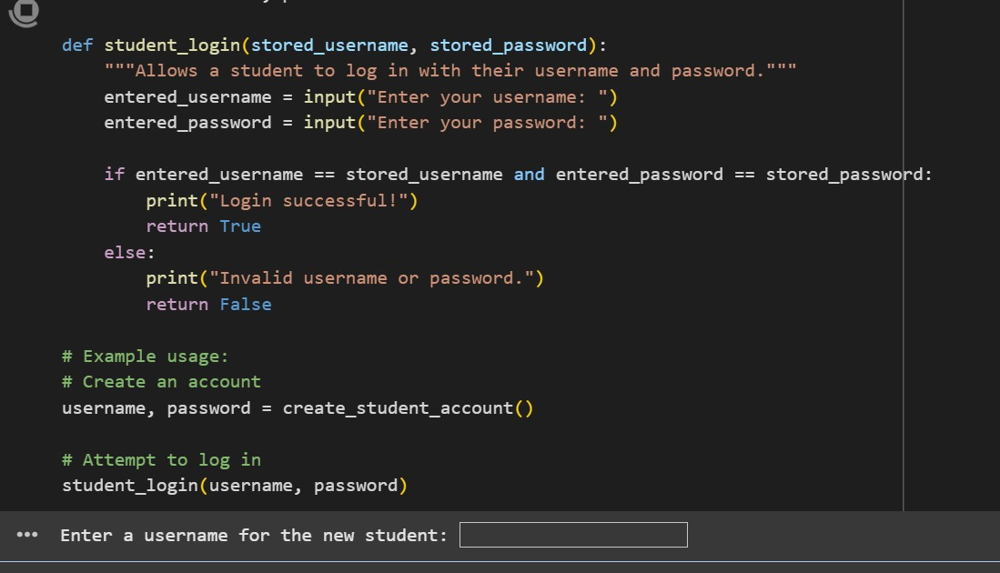 def student_login(stored_username, stored_password):
    """Allows a student to log in with their username and password."""
    entered_username = input("Enter your username: ")
    entered_password = input("Enter your password: ")

    if entered_username == stored_username and entered_password == stored_password:
        print("Login successful!")
        return True
    else:
        print("Invalid username or password.")
        return False

# Example usage:
# Create an account
username, password = create_student_account()

# Attempt to log in
student_login(username, password)
Enter a username for the new student: